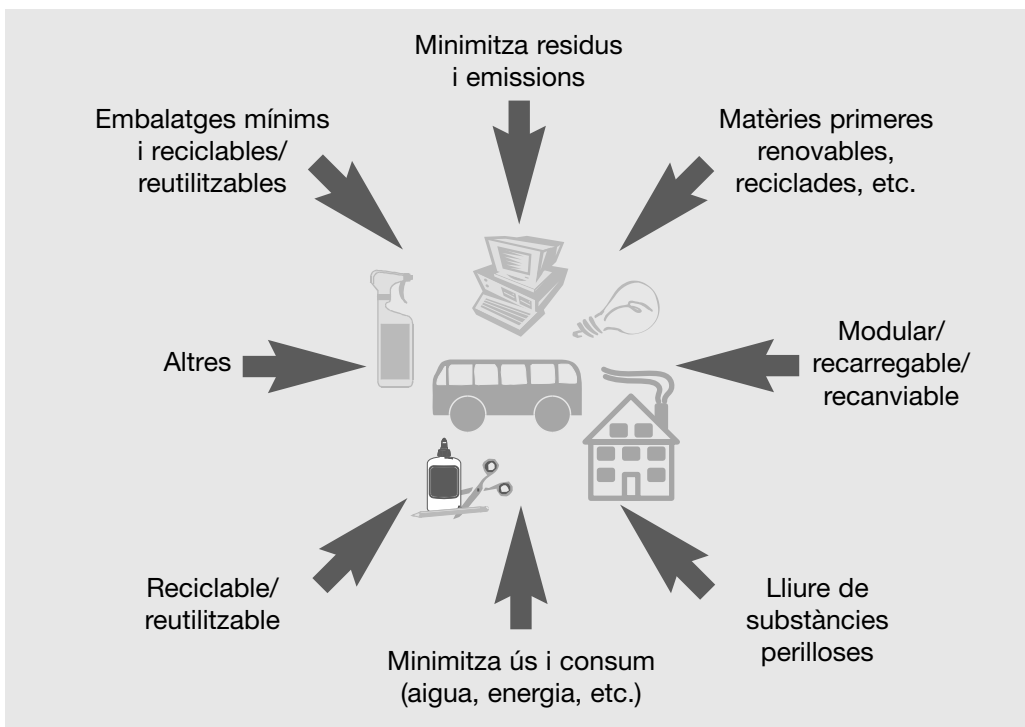 Minimitza residus
i emissions
Embalatges mínims
i reciclables/
reutilitzables
Matèries primeres
renovables,
reciclades, etc.
Altres
Modular/
recarregable/
recanviable
Reciclable/
reutilitzable
Minimitza ús i consum
(aigua, energia, etc.)
Lliure de
substàncies
perilloses